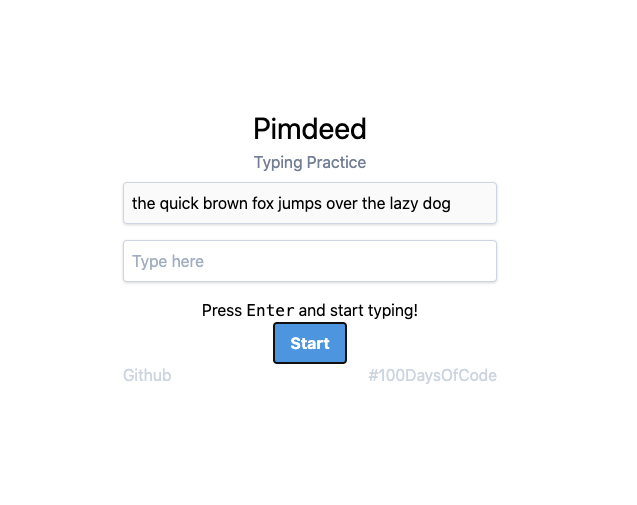 Pimdeed
Typing Practice
the quick brown fox jumps over the lazy dog
Type here
Press Enter and start typing!
Start
Github #100DaysOfCode